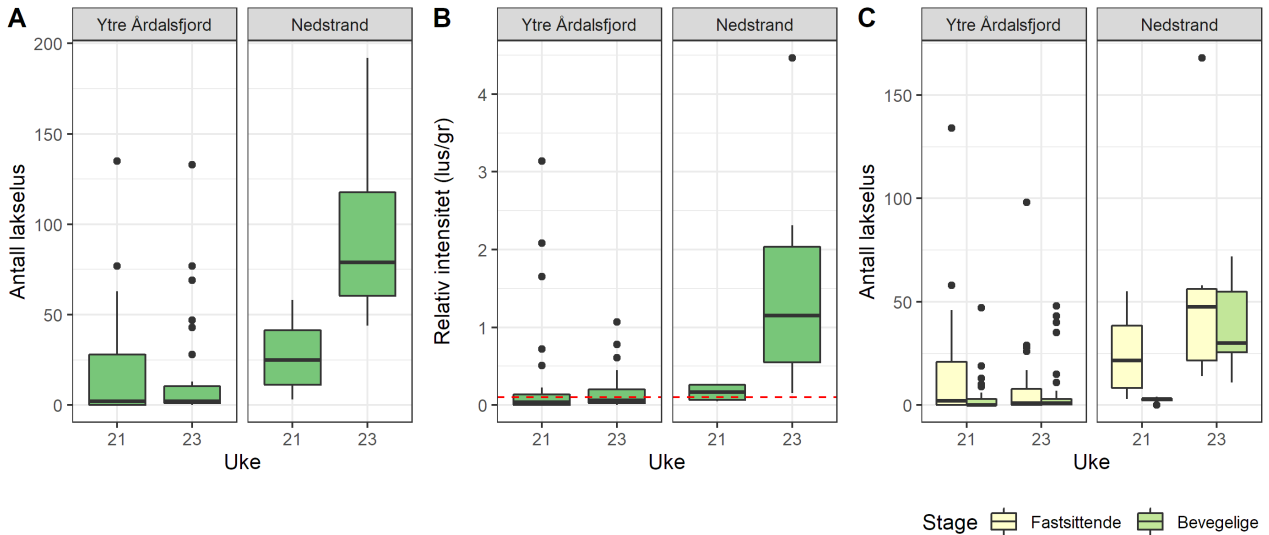 A
Ytre Årdalsfjord
Nedstrand
Antall lakselus
200
150
100
50
0
21
23
21
23
Uke
B
Ytre Årdalsfjord
Nedstrand
Relativ intensitet (lus/gr)
4
3
2
1
0
21
23
21
23
Uke
C
Ytre Årdalsfjord
Nedstrand
Antall lakselus
150
100
50
0
21
23
21
23
Uke
Stage
Fastsittende
Bevegelige